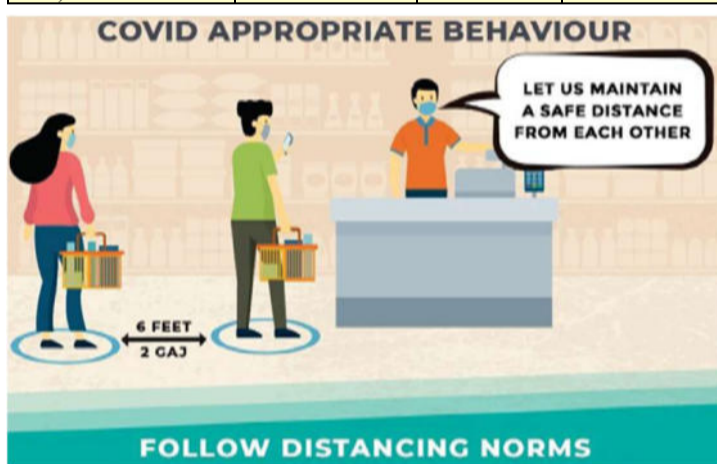 COVID APPROPRIATE BEHAVIOUR
LET US MAINTAIN
A SAFE DISTANCE
FROM EACH OTHER
6 FEET
2 GAJ
FOLLOW DISTANCING NORMS